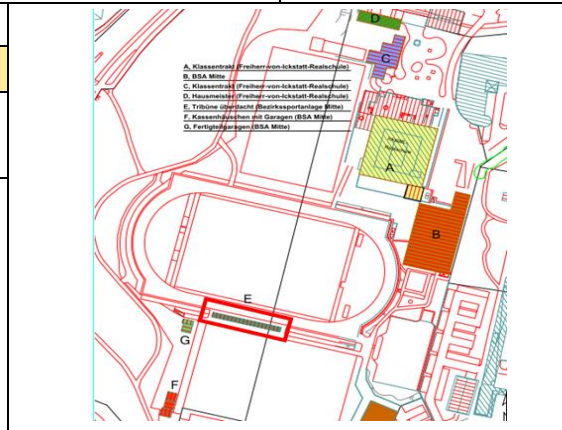 D
A, Klassentrakt (Freiherr-von-Ickstatt-Realschule)
B, BSA Mitte
C, Klassentrakt (Freiherr-von-Ickstatt-Realschule)
D, Hausmeister (Freiherr-von-Ickstatt-Realschule)
E, Tribüne überdacht (Bezirkssportanlage Mitte)
F, Kassenhäuschen mit Garagen (BSA Mitte)
G, Fertigteilgaragen (BSA Mitte)
C
A
B
E
G
F